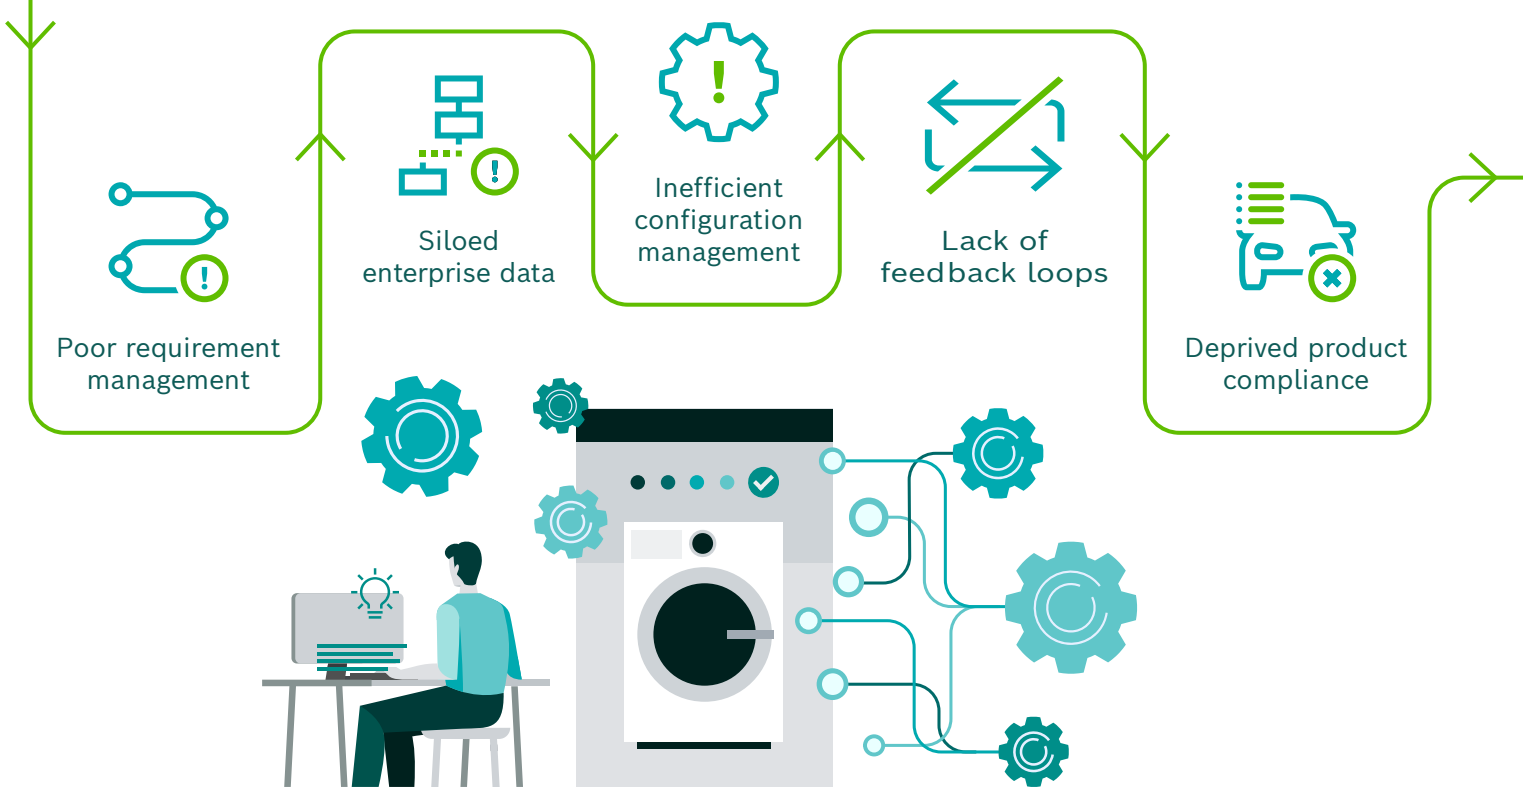 Poor requirement
management
Siloed
enterprise data
Inefficient
configuration
management
Lack of
feedback loops
Deprived product
compliance